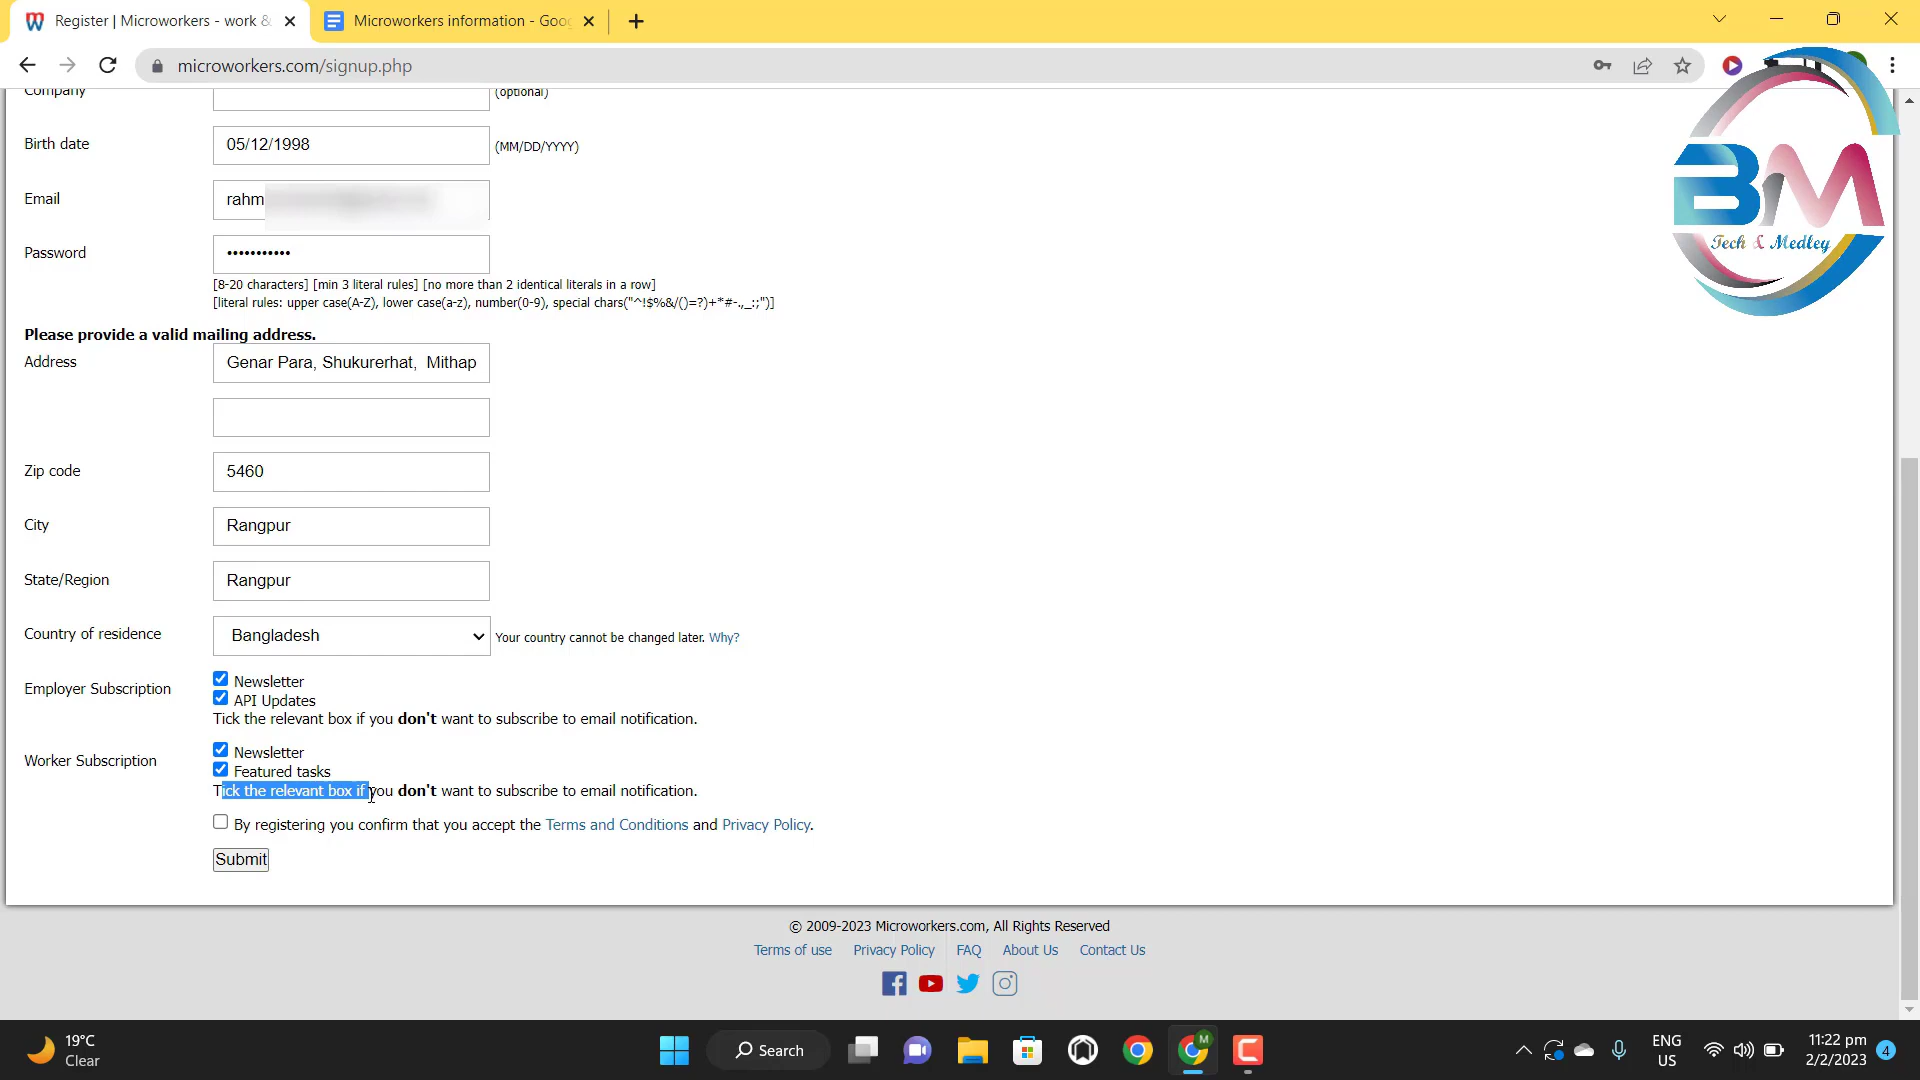 Register | Microworkers - work &
Microworkers information - Goo
microworkers.com/signup.php
Company
(optional)
Birth date
05/12/1998
(MM/DD/YYYY)
Email
rahm
Password
•••••••••••
[8-20 characters] [min 3 literal rules] [no more than 2 identical literals in a row]
[literal rules: upper case(A-Z), lower case(a-z), number(0-9), special chars("^!$%&/()=?)+*#-.,_:;")]
Please provide a valid mailing address.
Address
Genar Para, Shukurerhat,  Mithap
Zip code
5460
City
Rangpur
State/Region
Rangpur
Country of residence
Bangladesh
Your country cannot be changed later. Why?
Employer Subscription
Newsletter
API Updates
Tick the relevant box if you don't want to subscribe to email notification.
Worker Subscription
Newsletter
Featured tasks
Tick the relevant box if you don't want to subscribe to email notification.
By registering you confirm that you accept the Terms and Conditions and Privacy Policy.
Submit
© 2009-2023 Microworkers.com, All Rights Reserved
Terms of use Privacy Policy FAQ About Us Contact Us
BM
Tech & Medley
19°C
Clear
Search
M
ENG
US
11:22 pm
2/2/2023
4